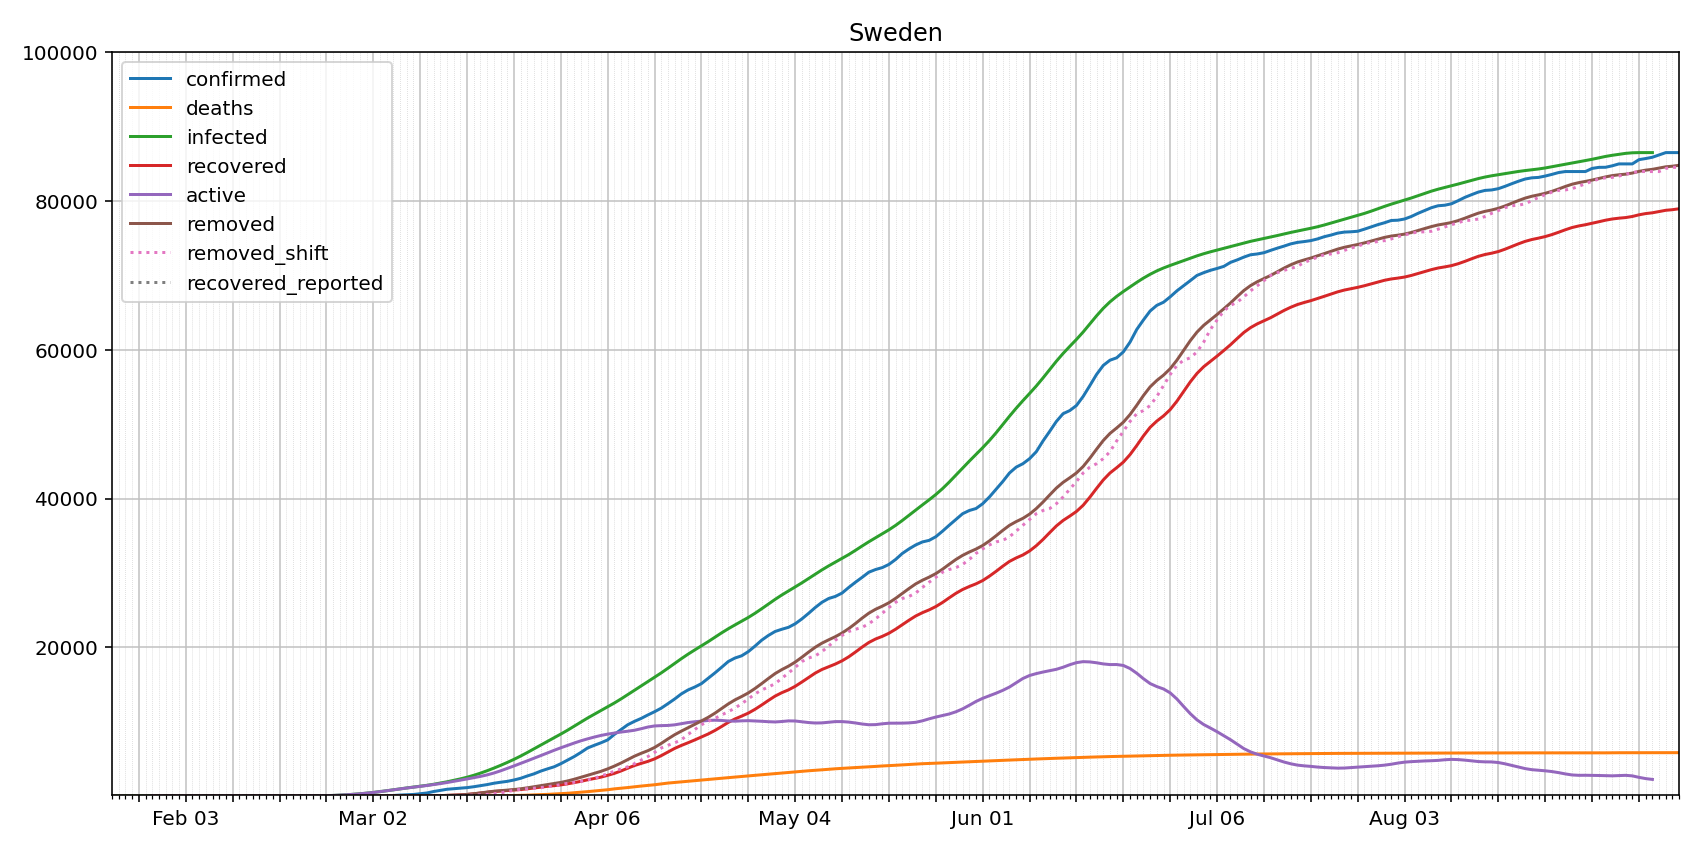 Sweden
100000
80000
60000
40000
20000
confirmed
deaths
infected
recovered
active
removed
removed_shift
recovered_reported
Feb 03
Mar 02
Apr 06
May 04
Jun 01
Jul 06
Aug 03